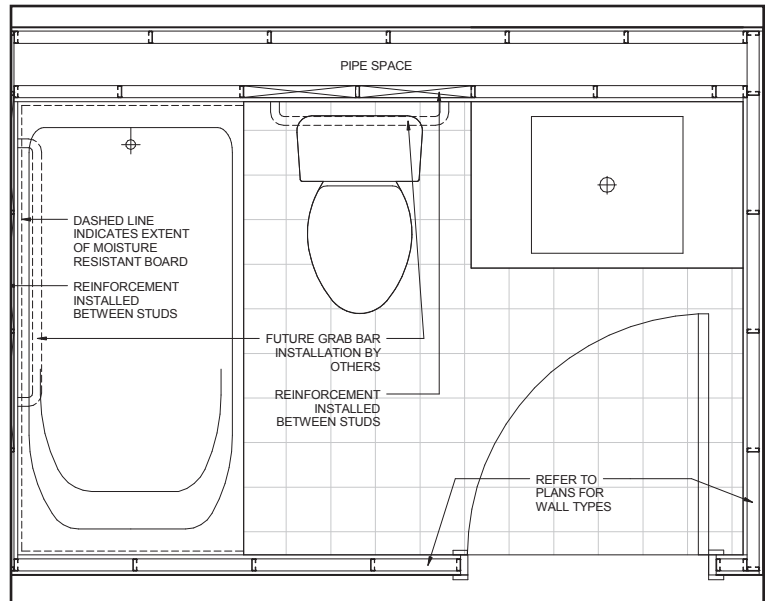 PIPE SPACE
DASHED LINE
INDICATES EXTENT
OF MOISTURE
RESISTANT BOARD
REINFORCEMENT
INSTALLED
BETWEEN STUDS
FUTURE GRAB BAR
INSTALLATION BY
OTHERS
REINFORCEMENT
INSTALLED
BETWEEN STUDS
REFER TO
PLANS FOR
WALL TYPES